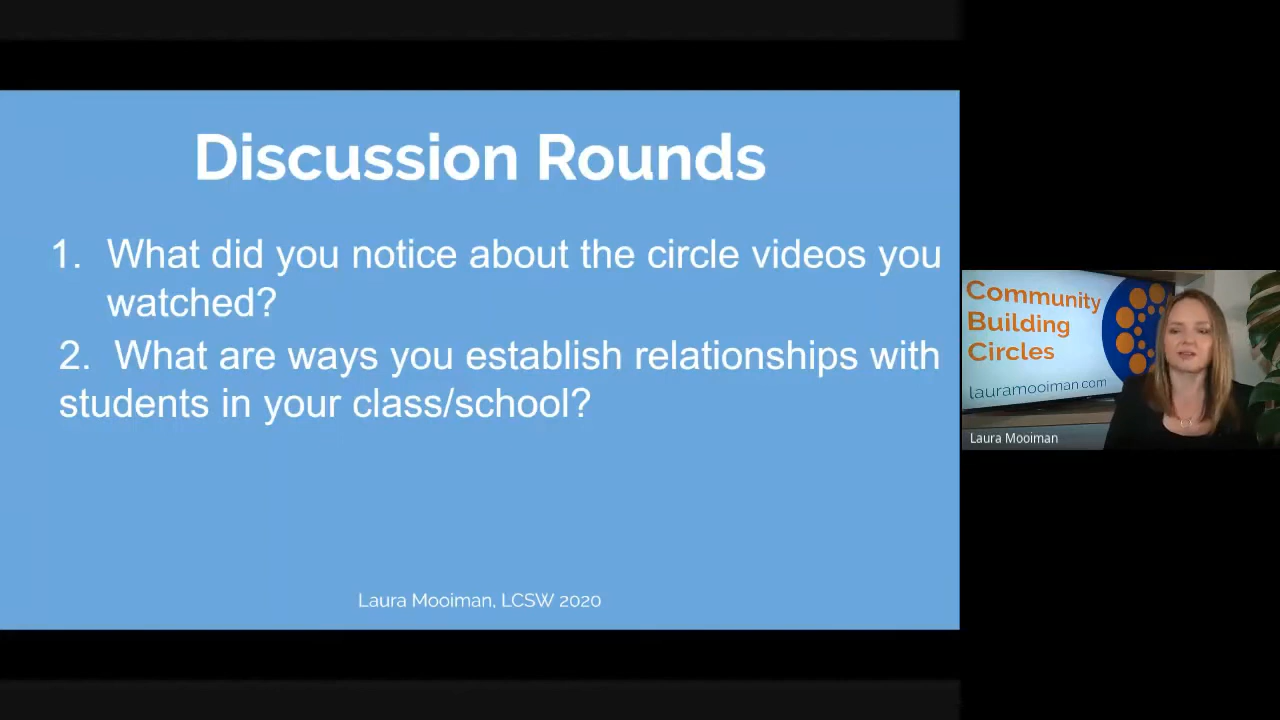 Discussion Rounds
1. What did you notice about the circle videos you
watched?
2. What are ways you establish relationships with
students in your class/school?
Laura Mooiman, LCSW 2020
Community
Building
Circles
lauramooiman.com
Laura Mooiman